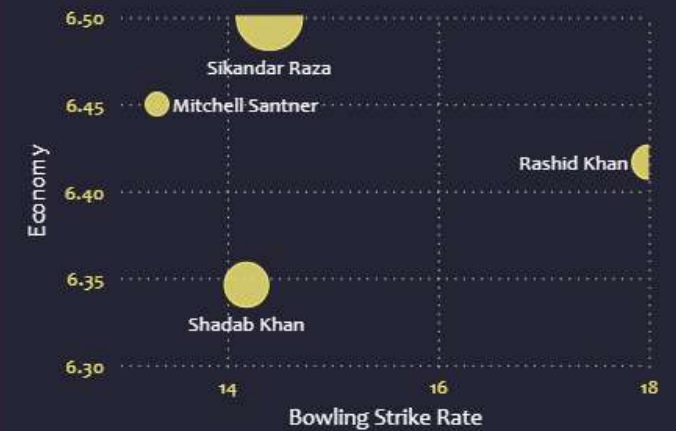 6.50
Sikandar Raza
6.45
Mitchell Santner
Rashid Khan
Economy
6.40
6.35
Shadab Khan
6.30
14
16
18
Bowling Strike Rate